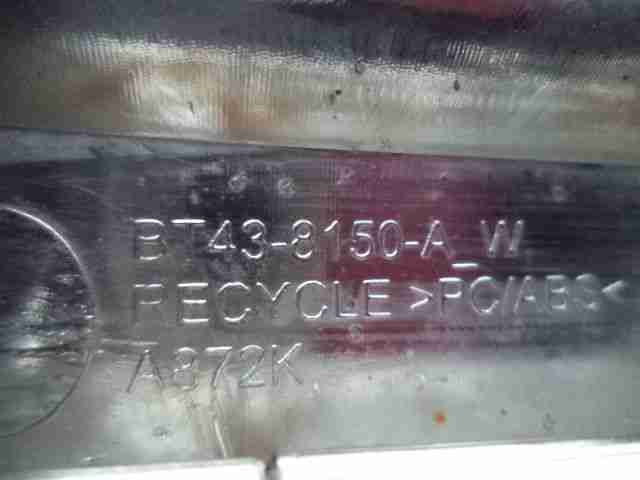 BT43-8150-A_W
RECYCLE >PC/ABS<
A872K